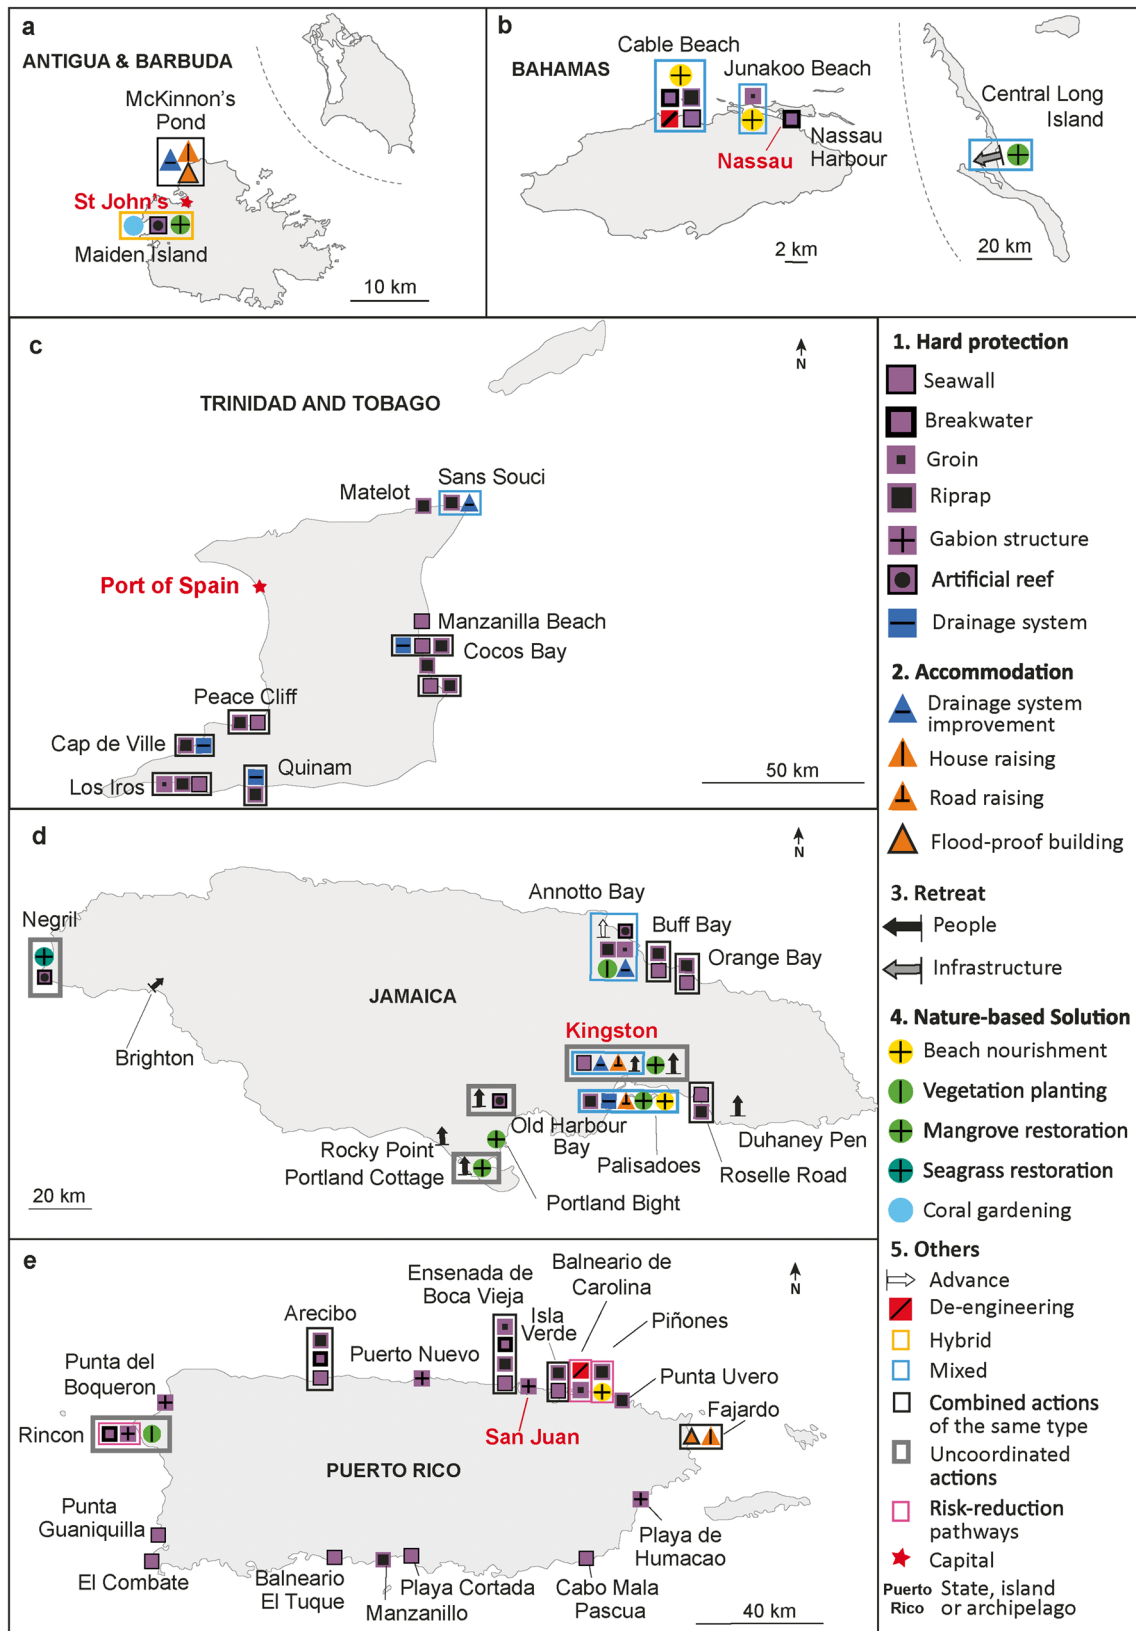 a
ANTIGUA & BARBUDA
McKinnon's
Pond
St John's
Maiden Island
10 km
b
BAHAMAS
Cable Beach
Junakoo Beach
Nassau
Nassau
Harbour
2 km
Central Long
Island
20 km
c
N
TRINIDAD AND TOBAGO
Matelot
Sans Souci
Port of Spain
Manzanilla Beach
Cocos Bay
Peace Cliff
Cap de Ville
Los Iros
Quinam
50 km
d
N
Negril
Brighton
JAMAICA
Annotto Bay
Buff Bay
Orange Bay
Kingston
Old Harbour
Bay
Rocky Point
Portland Cottage
Portland Bight
Palisadoes
Roselle Road
Duhaney Pen
20 km
e
N
Arecibo
Ensenada de
Boca Vieja
Balneario de
Carolina
Isla
Verde
Piñones
Puerto Nuevo
Punta del
Boqueron
Punta Uvero
Rincon
San Juan
Fajardo
PUERTO RICO
Punta
Guaniquilla
El Combate
Balneario
El Tuque
Manzanillo
Playa Cortada
Cabo Mala
Pascua
Playa de
Humacao
40 km
1. Hard protection
Seawall
Breakwater
Groin
Riprap
Gabion structure
Artificial reef
Drainage system
2. Accommodation
Drainage system
improvement
House raising
Road raising
Flood-proof building
3. Retreat
People
Infrastructure
4. Nature-based Solution
Beach nourishment
Vegetation planting
Mangrove restoration
Seagrass restoration
Coral gardening
5. Others
Advance
De-engineering
Hybrid
Mixed
Combined actions
of the same type
Uncoordinated
actions
Risk-reduction
pathways
Capital
Puerto Rico State, island
or archipelago